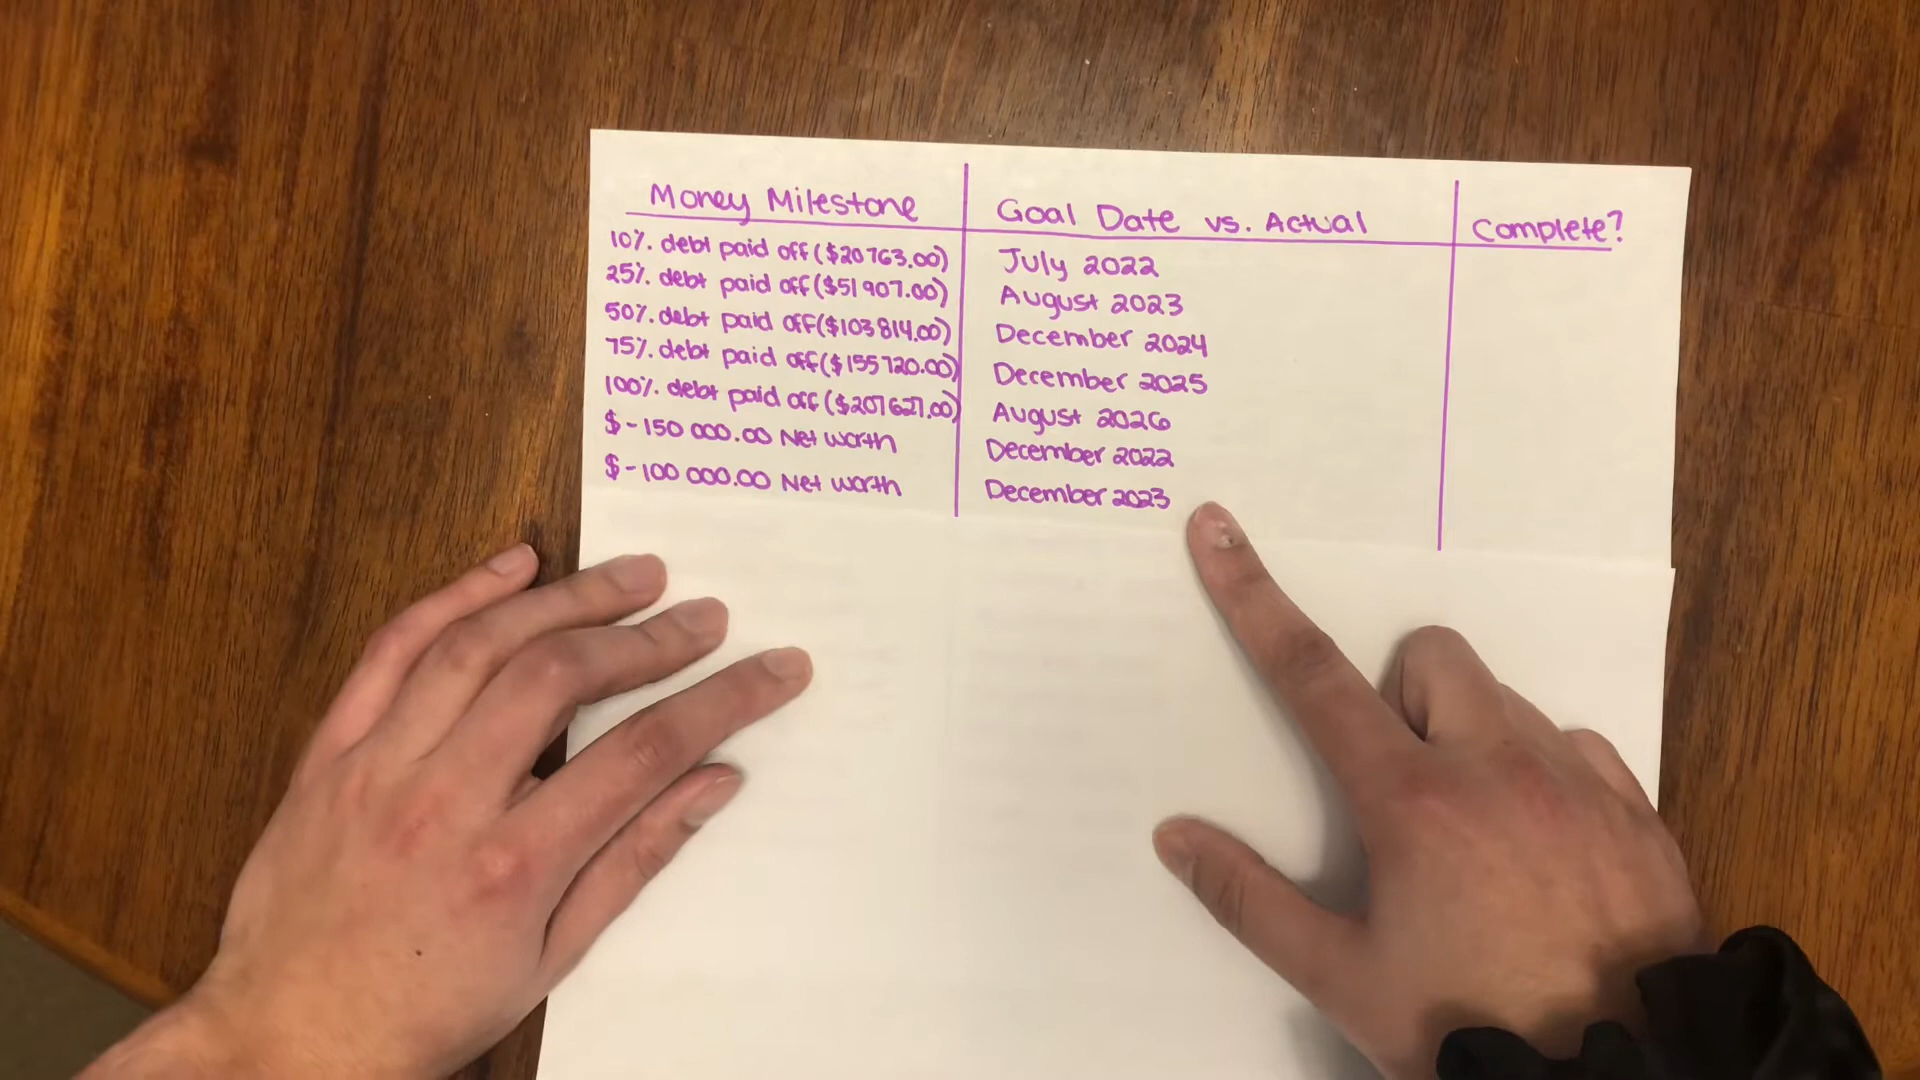 Money Milestone Goal Date vs. Actual Complete?
10% debt paid off ($20763.00) July 2022
25% debt paid off ($51907.00) August 2023
50% debt paid off ($103814.00) December 2024
75% debt paid off ($155720.00) December 2025
100% debt paid off ($207627.00) August 2026
$-150 000.00 Net worth December 2022
$-100 000.00 Net worth December 2023